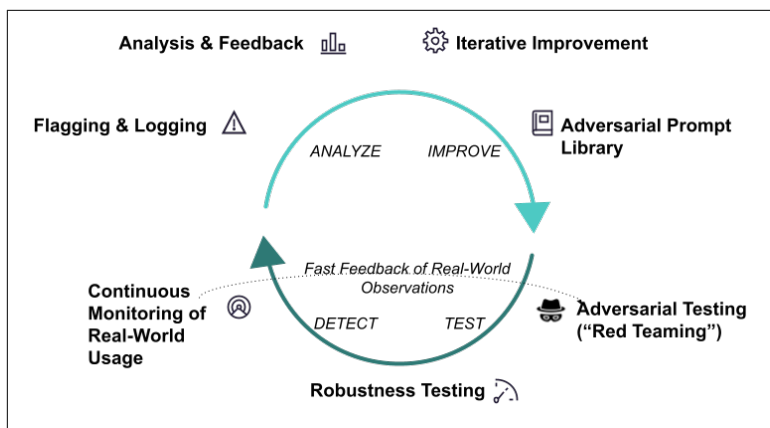 Analysis & Feedback
Iterative Improvement
Flagging & Logging
Adversarial Prompt
Library
ANALYZE
IMPROVE
Fast Feedback of Real-World
Observations
Continuous
Monitoring of
Real-World
Usage
DETECT
TEST
Adversarial Testing
(“Red Teaming”)
Robustness Testing